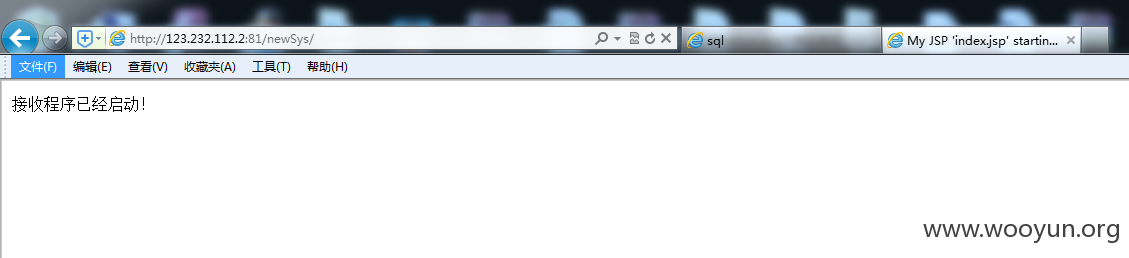 http://123.232.112.2:81/newSys/
sql
My JSP 'index.jsp' startin...
文件(F) 编辑(E) 查看(V) 收藏夹(A) 工具(T) 帮助(H)
接收程序已经启动!
www.wooyun.org